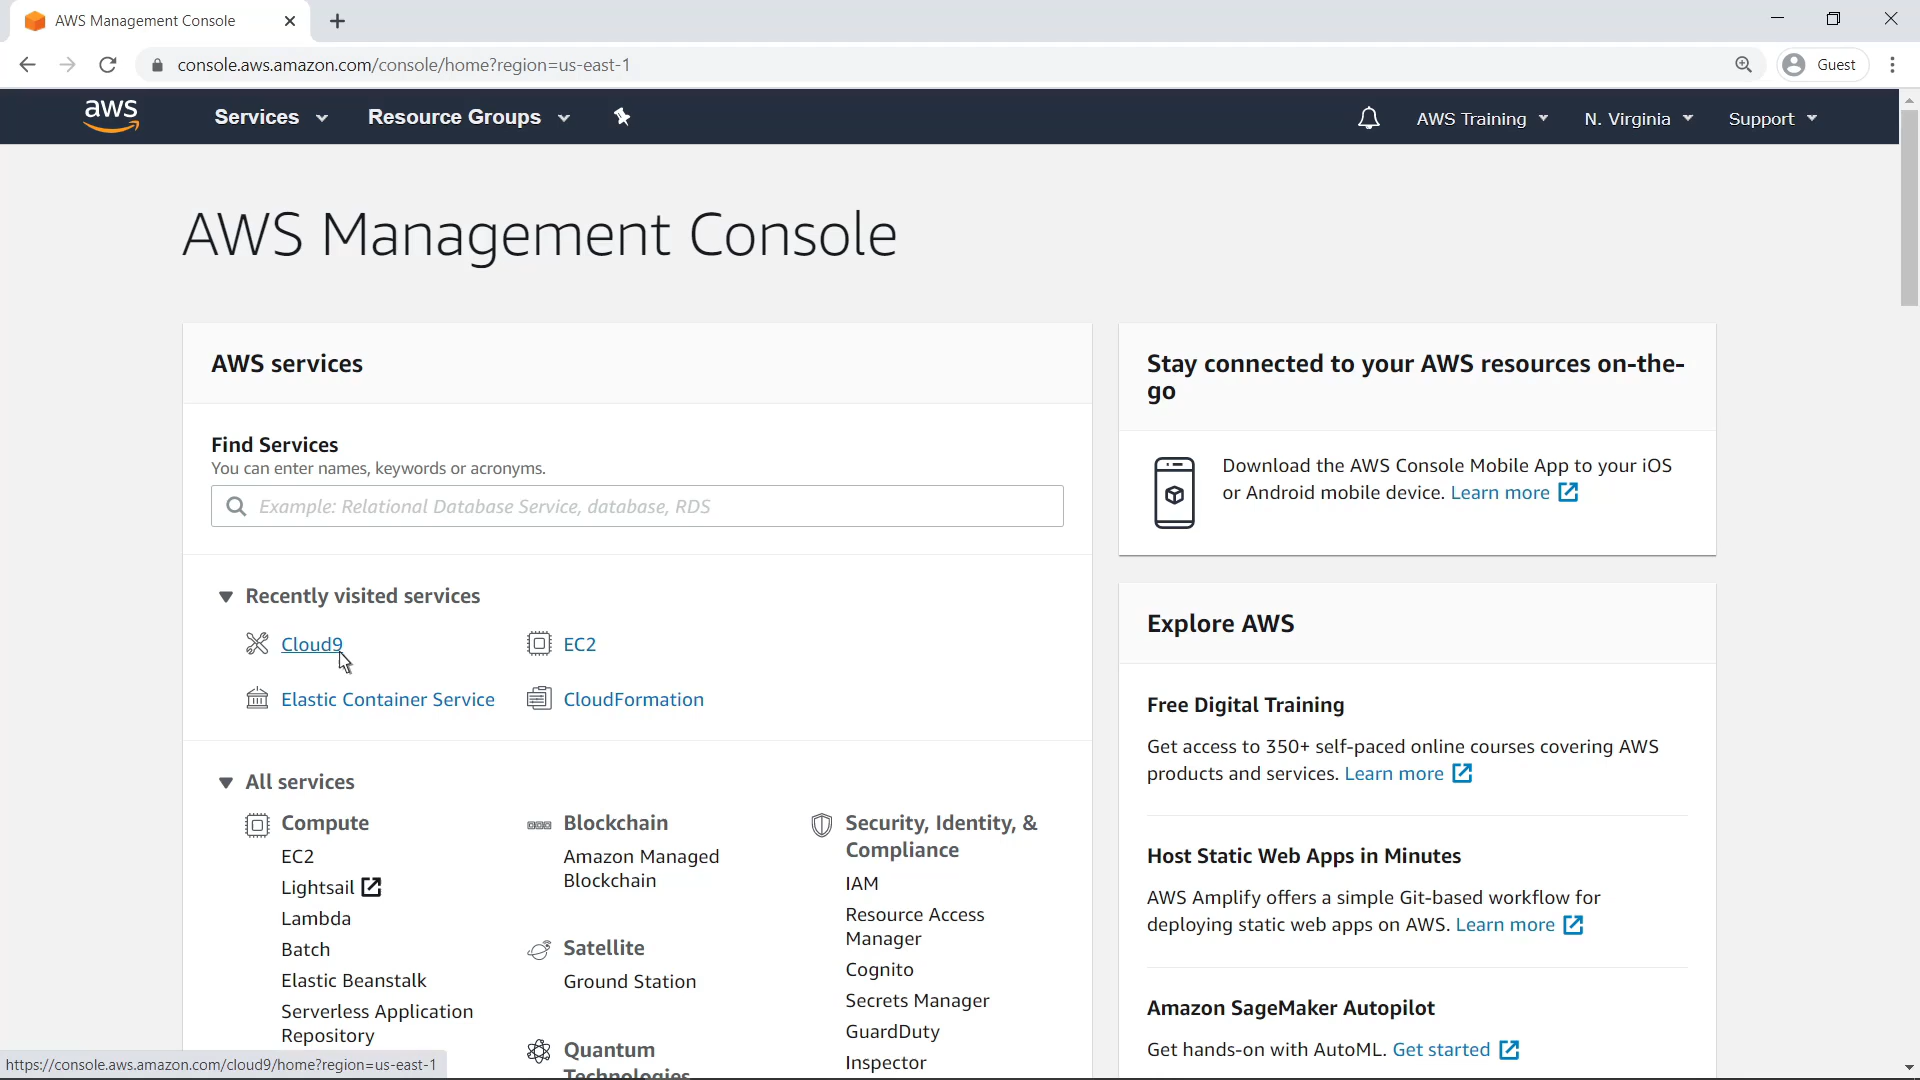 AWS Management Console
console.aws.amazon.com/console/home?region=us-east-1
Guest
aws
Services
Resource Groups
AWS Training
N. Virginia
Support
AWS Management Console
AWS services
Find Services
You can enter names, keywords or acronyms.
Example: Relational Database Service, database, RDS
Recently visited services
Cloud9
EC2
Elastic Container Service
CloudFormation
All services
Compute
EC2
Lightsail
Lambda
Batch
Elastic Beanstalk
Serverless Application
Repository
Blockchain
Amazon Managed
Blockchain
Satellite
Ground Station
Quantum
Technologies
Security, Identity, &
Compliance
IAM
Resource Access
Manager
Cognito
Secrets Manager
GuardDuty
Inspector
Stay connected to your AWS resources on-the-
go
Download the AWS Console Mobile App to your iOS
or Android mobile device. Learn more
Explore AWS
Free Digital Training
Get access to 350+ self-paced online courses covering AWS
products and services. Learn more
Host Static Web Apps in Minutes
AWS Amplify offers a simple Git-based workflow for
deploying static web apps on AWS. Learn more
Amazon SageMaker Autopilot
Get hands-on with AutoML. Get started
https://console.aws.amazon.com/cloud9/home?region=us-east-1